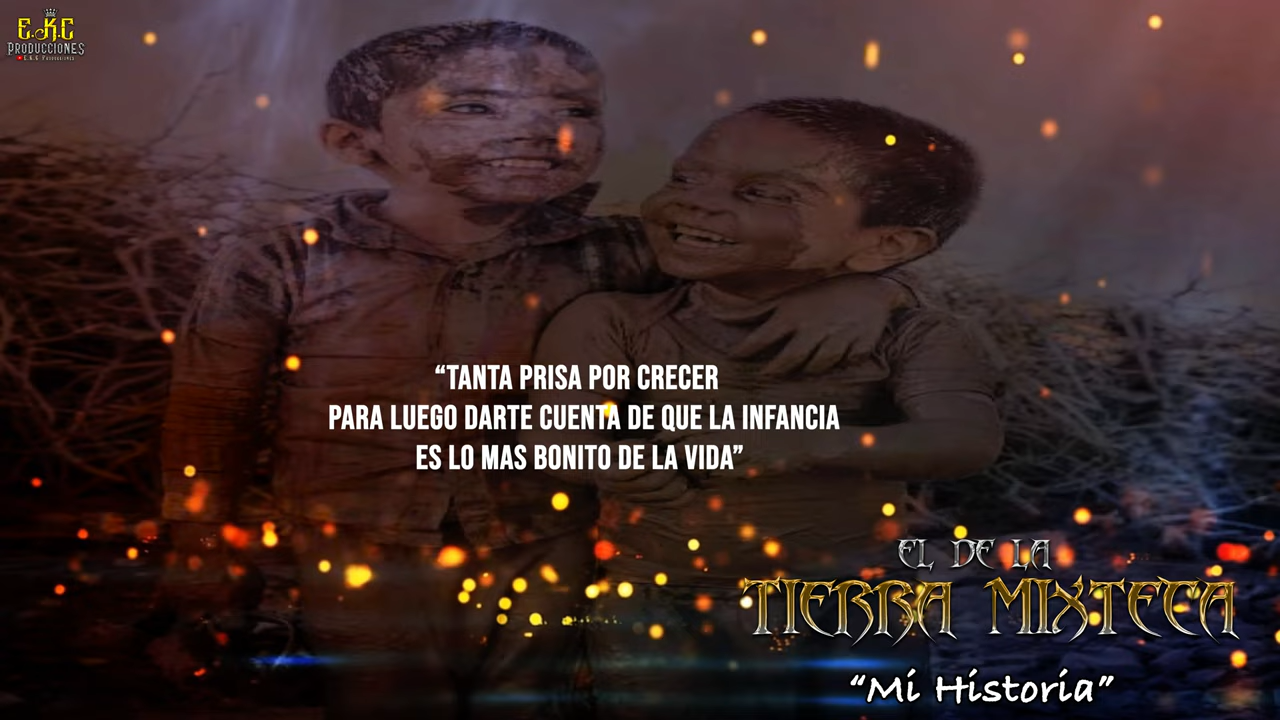 E.K.C
PRODUCCIONES
E.K.C PRODUCCIONES
“TANTA PRISA POR CRECER
PARA LUEGO DARTE CUENTA DE QUE LA INFANCIA
ES LO MAS BONITO DE LA VIDA”
EL DE LA
TIERRA MIXTECA
“Mi Historia”